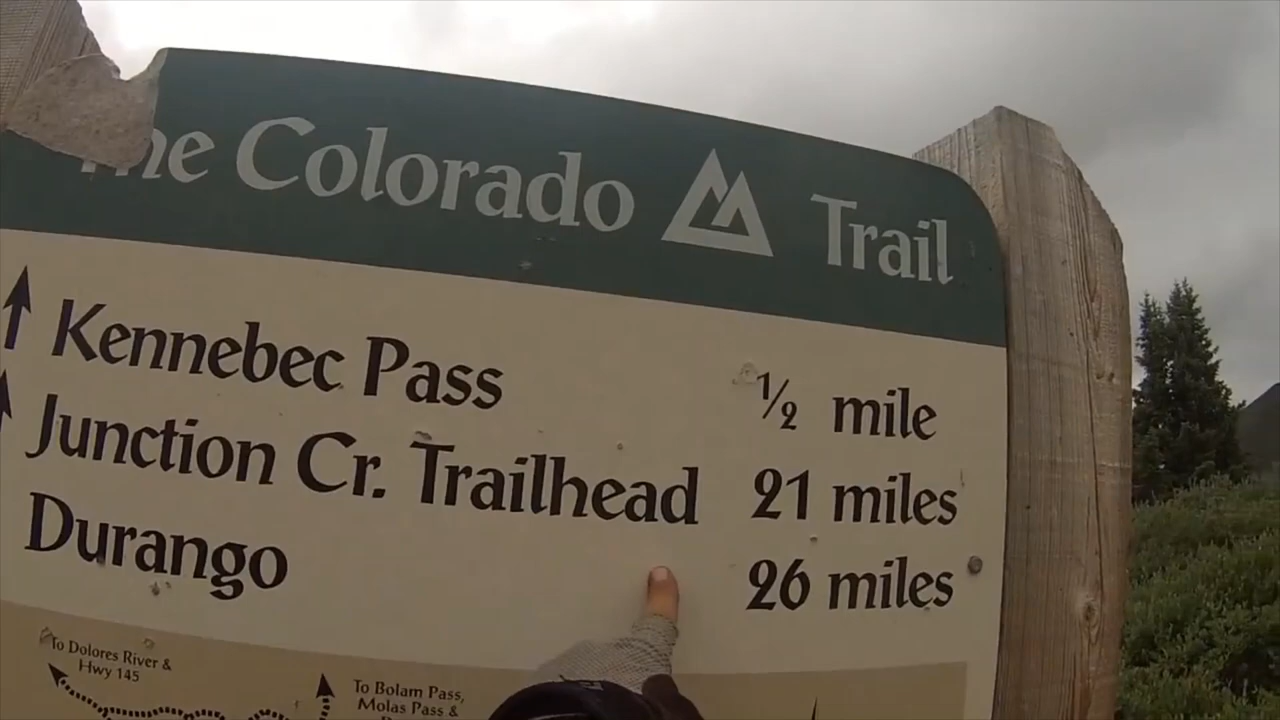 The Colorado Trail
Kennebec Pass ½ mile
Junction Cr. Trailhead 21 miles
Durango 26 miles
To Dolores River &
Hwy 145
To Bolam Pass,
Molas Pass &